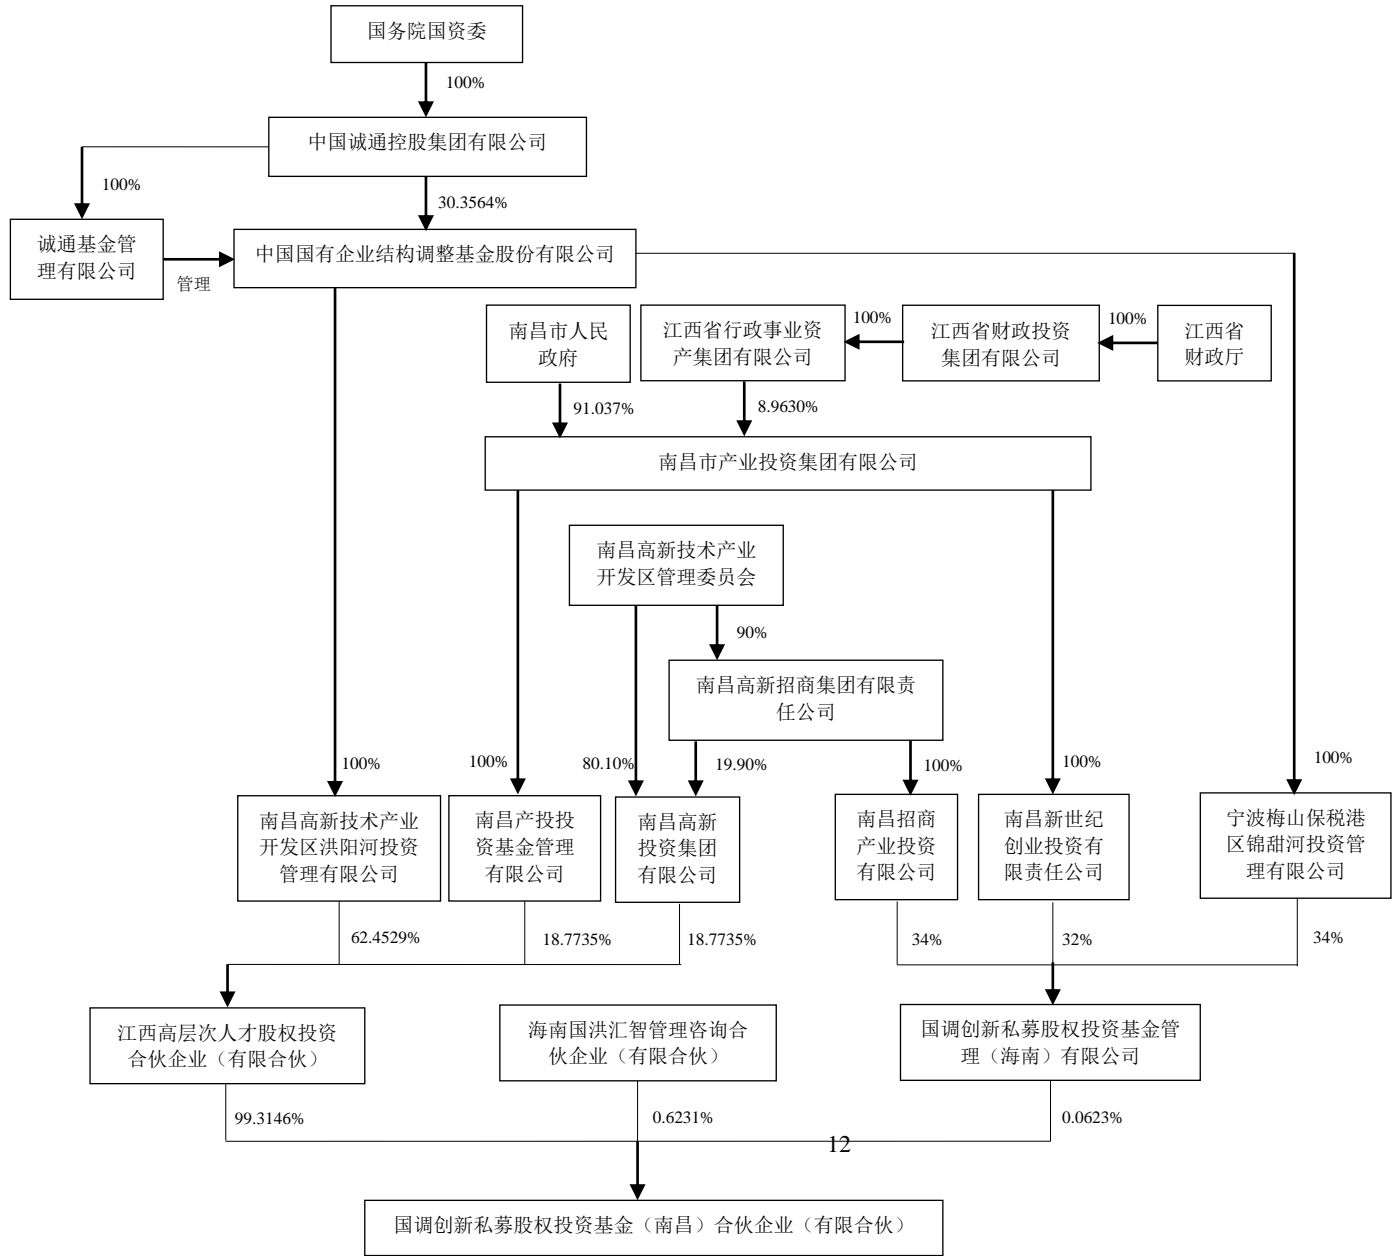 国务院国资委
100%
中国诚通控股集团有限公司
100%
30.3564%
诚通基金管
理有限公司
管理
中国国有企业结构调整基金股份有限公司
南昌市人民
政府
江西省行政事业资
产集团有限公司
100%
江西省财政投资
集团有限公司
100%
江西省
财政厅
91.037%
8.9630%
南昌市产业投资集团有限公司
南昌高新技术产业
开发区管理委员会
90%
南昌高新招商集团有限责
任公司
100%
100%
80.10%
19.90%
100%
100%
100%
南昌高新技术产业
开发区洪阳河投资
管理有限公司
南昌产投投
资基金管理
有限公司
南昌高新
投资集团
有限公司
南昌招商
产业投资
有限公司
南昌新世纪
创业投资有
限责任公司
宁波梅山保税港
区锦甜河投资管
理有限公司
62.4529%
18.7735%
18.7735%
34%
32%
34%
江西高层次人才股权投资
合伙企业（有限合伙）
海南国洪汇智管理咨询合
伙企业（有限合伙）
国调创新私募股权投资基金管
理（海南）有限公司
99.3146%
0.6231%
0.0623%
12
国调创新私募股权投资基金（南昌）合伙企业（有限合伙）